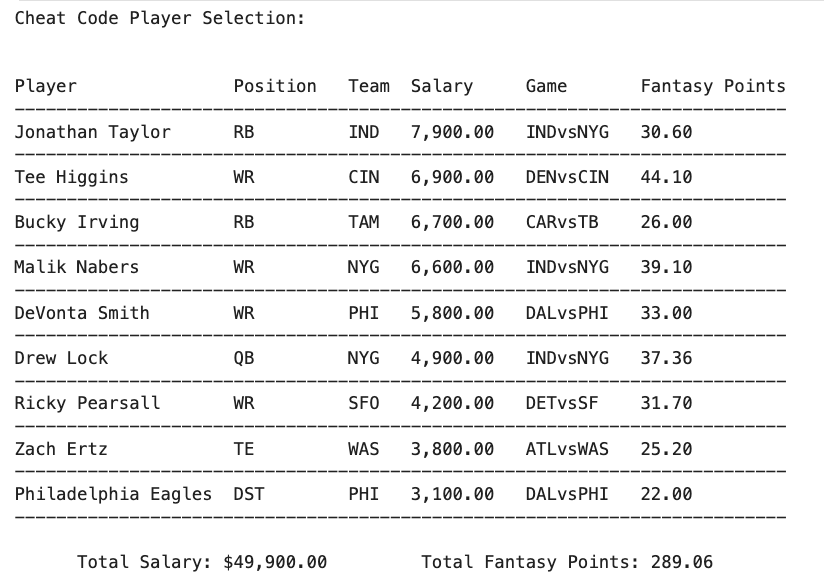 Cheat Code Player Selection:
Player Position Team Salary Game Fantasy Points
Jonathan Taylor RB IND 7,900.00 INDvsNYG 30.60
Tee Higgins WR CIN 6,900.00 DENvsCIN 44.10
Bucky Irving RB TAM 6,700.00 CARvsTB 26.00
Malik Nabers WR NYG 6,600.00 INDvsNYG 39.10
DeVonta Smith WR PHI 5,800.00 DALvsPHI 33.00
Drew Lock QB NYG 4,900.00 INDvsNYG 37.36
Ricky Pearsall WR SFO 4,200.00 DETvsSF 31.70
Zach Ertz TE WAS 3,800.00 ATLvsWAS 25.20
Philadelphia Eagles DST PHI 3,100.00 DALvsPHI 22.00
Total Salary: $49,900.00 Total Fantasy Points: 289.06